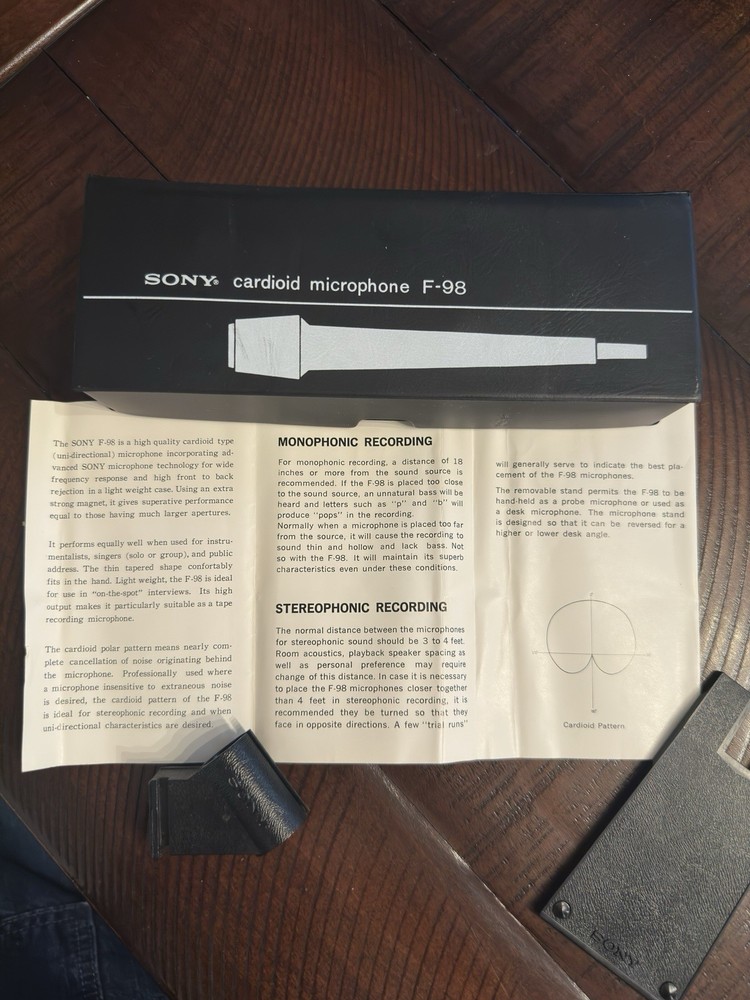 SONY® cardioid microphone F-98
The SONY F-98 is a high quality cardioid type
(uni-directional) microphone incorporating ad-
vanced SONY microphone technology for wide
frequency response and high front to back
rejection in a light weight case. Using an extra
strong magnet, it gives superative performance
equal to those having much larger apertures.
It performs equally well when used for instru-
mentalists, singers (solo or group), and public
address. The thin tapered shape confortably
fits in the hand. Light weight, the F-98 is ideal
for use in "on-the-spot" interviews. Its high
output makes it particularly suitable as a tape
recording microphone.
The cardioid polar pattern means nearly com-
plete cancellation of noise originating behind
the microphone. Professionally used where
a microphone insensitive to extraneous noise
is desired, the cardioid pattern of the F-98
is ideal for stereophonic recording and when
uni-directional characteristics are desired.
MONOPHONIC RECORDING
For monophonic recording, a distance of 18
inches or more from the sound source is
recommended. If the F-98 is placed too close
to the sound source, an unnatural bass will be
heard and letters such as "p" and "b" will
produce "pops" in the recording.
Normally when a microphone is placed too far
from the source, it will cause the recording to
sound thin and hollow and lack bass. Not
so with the F-98. It will maintain its superb
characteristics even under these conditions.
STEREOPHONIC RECORDING
The normal distance between the microphones
for stereophonic sound should be 3 to 4 feet.
Room acoustics, playback speaker spacing as
well as personal preference may require
change of this distance. In case it is necessary
to place the F-98 microphones closer together
than 4 feet in stereophonic recording, it is
recommended they be turned so that they
face in opposite directions. A few "trial runs"
will generally serve to indicate the best pla-
cement of the F-98 microphones.
The removable stand permits the F-98 to be
hand-held as a probe microphone or used as
a desk microphone. The microphone stand
is designed so that it can be reversed for a
higher or lower desk angle.
Cardioid Pattern
SONY